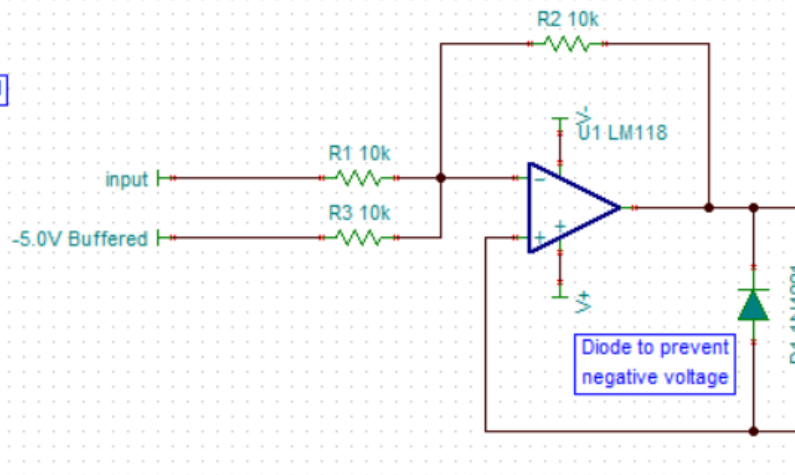 R2 10k
V-
U1 LM118
R1 10k
input
R3 10k
-5.0V Buffered
V+
Diode to prevent
negative voltage